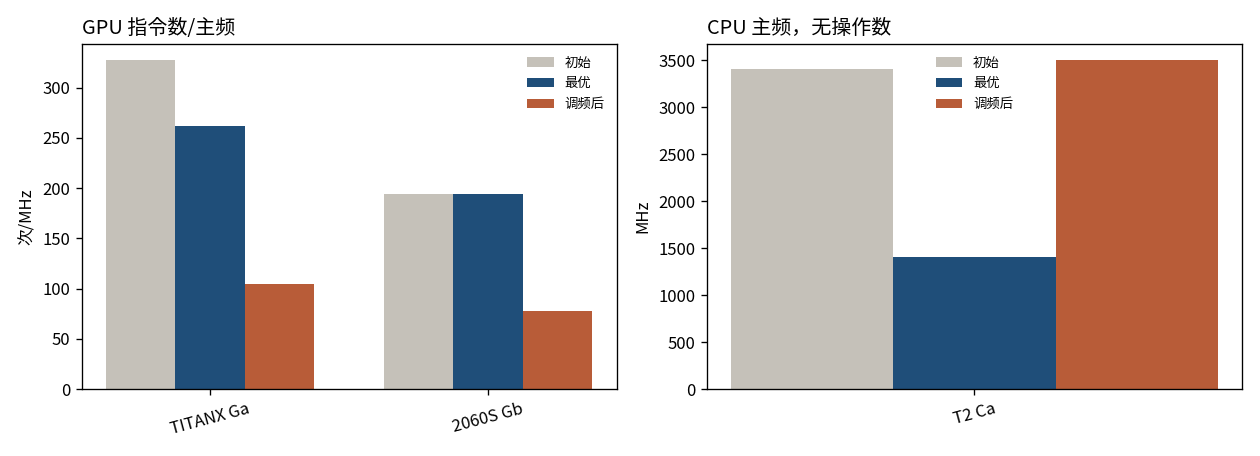 GPU 指令数/主频
次/MHz
300
250
200
150
100
50
0
初始
最优
调频后
TITANX Ga
2060S Gb
CPU 主频，无操作数
MHz
3500
3000
2500
2000
1500
1000
500
0
初始
最优
调频后
T2 Ca